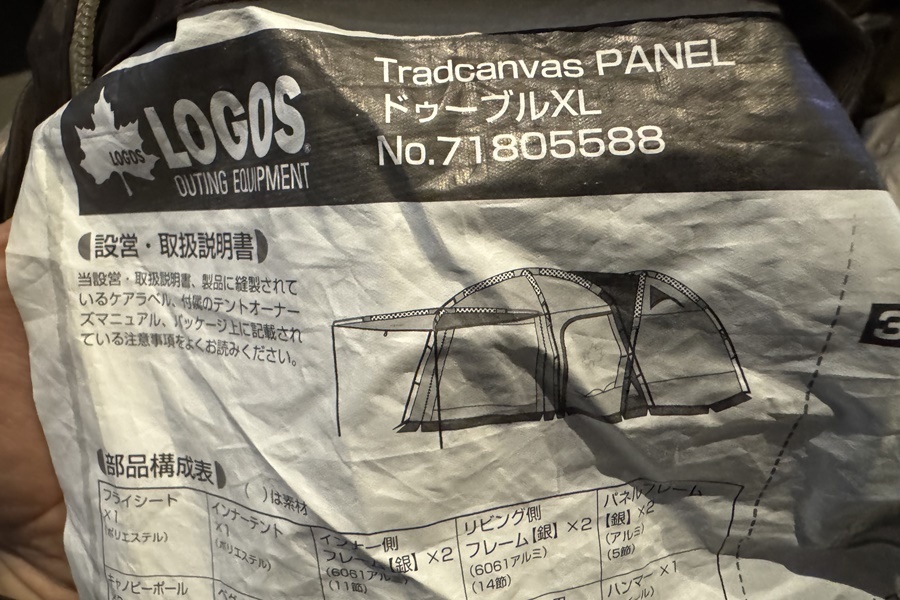 LOGOS
LOGOS®
OUTING EQUIPMENT
Tradcanvas PANEL
ドゥーブルXL
No.71805588
設営・取扱説明書
当設営・取扱説明書、製品に縫製されて
いるケアラベル、付属のテントオーナー
ズマニュアル、パッケージ上に記載され
ている注意事項をよくお読みください。
3
部品構成表
( )は素材
フライシート
×1
(ポリエステル)
インナーテント
×1
(ポリエステル)
インナー側
フレーム【銀】×2
(6061アルミ)
(11節)
リビング側
フレーム【銀】×2
(6061アルミ)
(14節)
パネルフレーム
【銀】×2
(アルミ)
(5節)
キャノピーポール
ハンマー ×1